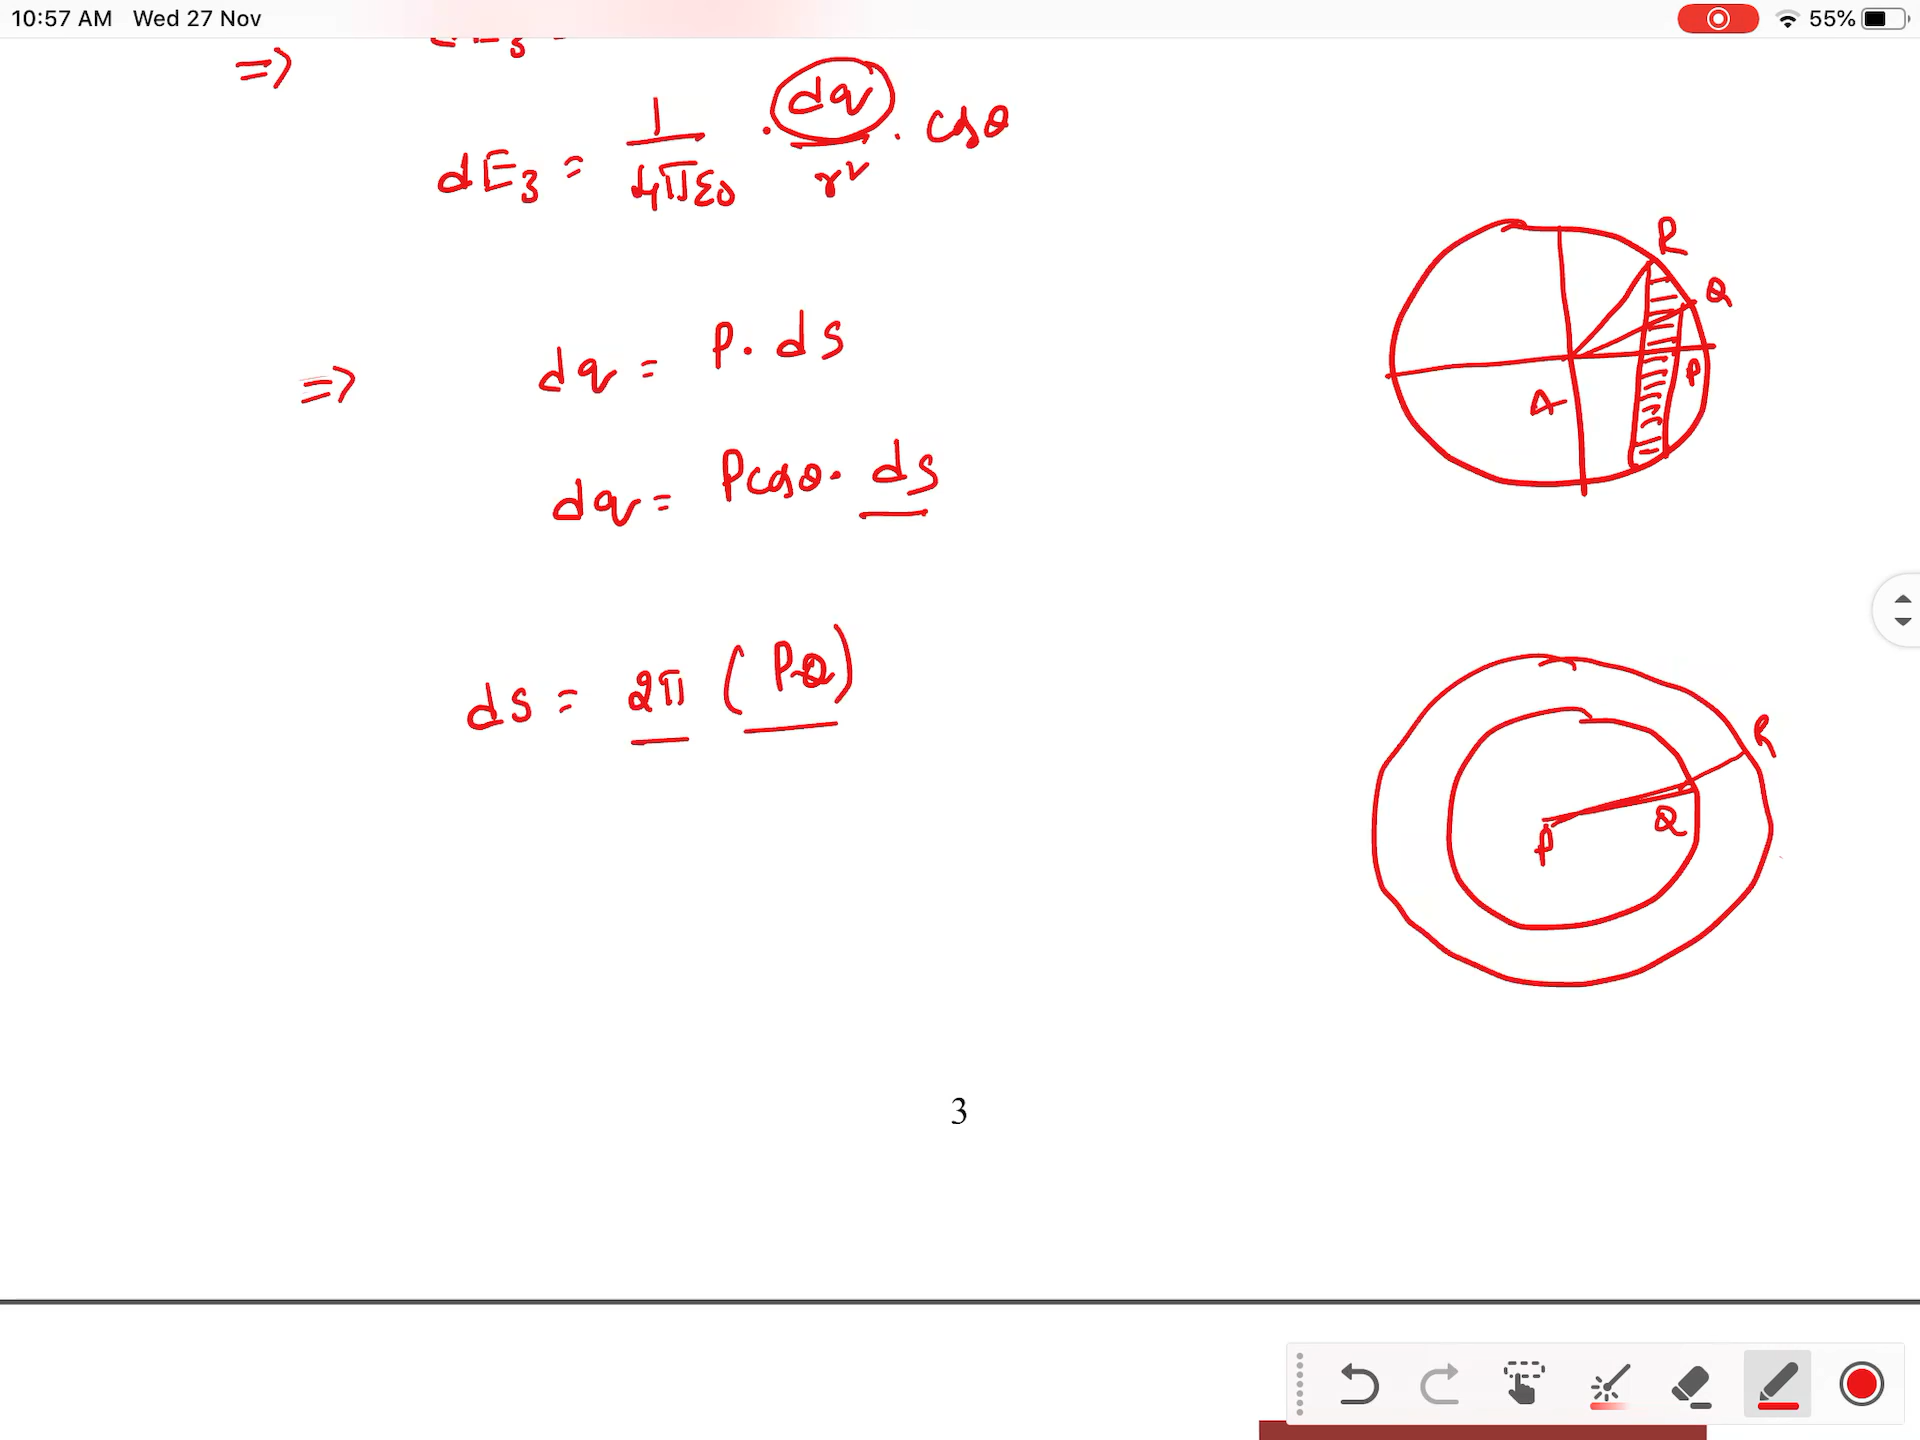 10:57 AM Wed 27 Nov 55%
=>
dE₃ = 1/4πε₀ · dq/r² · cosθ
=> dq = P · ds
dq = Pcosθ · ds
ds = 2π (PQ)
R
Q
P
A
R
Q
P
3